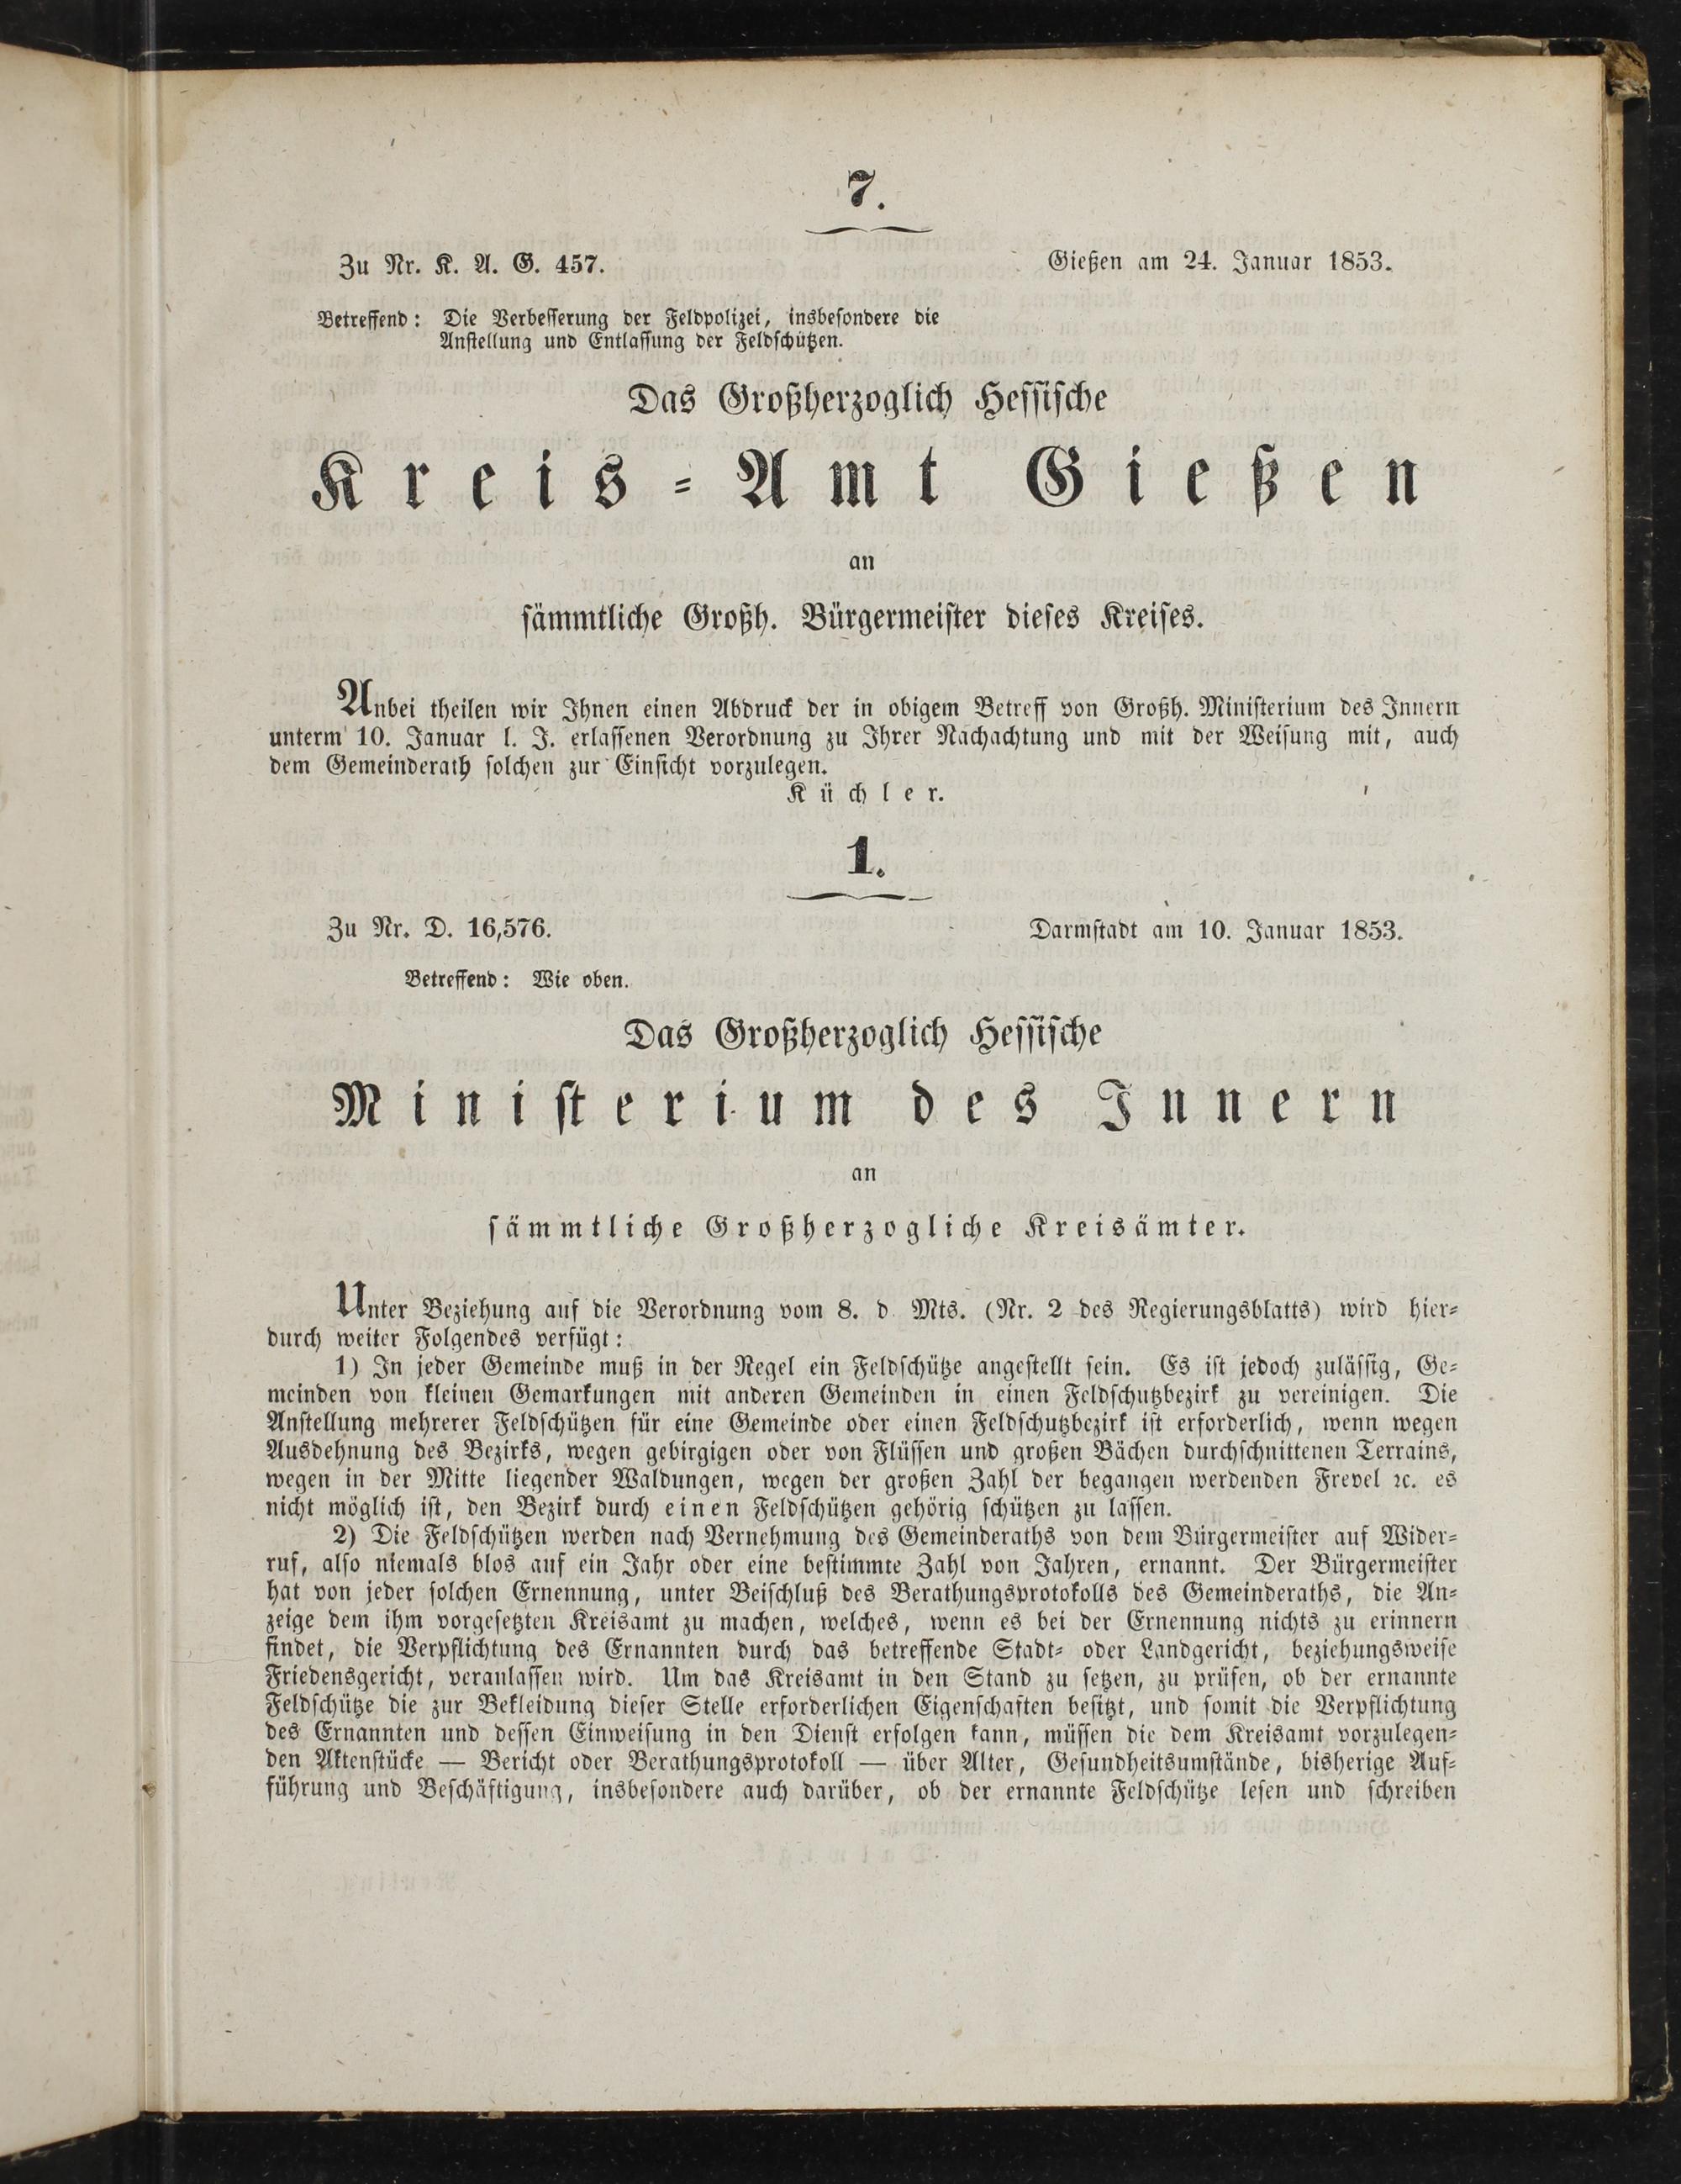 7.
Zu Nr. K. A. G. 457.
Gießen am 24. Januar 1853.
Betreffend: Die Verbesserung der Feldpolizei, insbesondere die
Anstellung und Entlassung der Feldschützen.
Das Großherzoglich Hessische
Kreis-Amt Gießen
an
sämmtliche Großh. Bürgermeister dieses Kreises.
Anbei theilen wir Ihnen einen Abdruck der in obigem Betreff von Großh. Ministerium des Innern
unterm 10. Januar l. J. erlassenen Verordnung zu Ihrer Nachachtung und mit der Weisung mit, auch
dem Gemeinderath solchen zur Einsicht vorzulegen.
Küchler.
1.
Zu Nr. D. 16,576.
Darmstadt am 10. Januar 1853.
Betreffend: Wie oben.
Das Großherzoglich Hessische
Ministerium des Innern
an
sämmtliche Großherzogliche Kreisämter.
Unter Beziehung auf die Verordnung vom 8. d. Mts. (Nr. 2 des Regierungsblatts) wird hier-
durch weiter Folgendes verfügt:
1) In jeder Gemeinde muß in der Regel ein Feldschütze angestellt sein. Es ist jedoch zulässig, Ge-
meinden von kleinen Gemarkungen mit anderen Gemeinden in einen Feldschutzbezirk zu vereinigen. Die
Anstellung mehrerer Feldschützen für eine Gemeinde oder einen Feldschutzbezirk ist erforderlich, wenn wegen
Ausdehnung des Bezirks, wegen gebirgigen oder von Flüssen und großen Bächen durchschnittenen Terrains,
wegen in der Mitte liegender Waldungen, wegen der großen Zahl der begangen werdenden Frevel ꝛc. es
nicht möglich ist, den Bezirk durch einen Feldschützen gehörig schützen zu lassen.
2) Die Feldschützen werden nach Vernehmung des Gemeinderaths von dem Bürgermeister auf Wider-
ruf, also niemals blos auf ein Jahr oder eine bestimmte Zahl von Jahren, ernannt. Der Bürgermeister
hat von jeder solchen Ernennung, unter Beischluß des Berathungsprotokolls des Gemeinderaths, die An-
zeige dem ihm vorgesetzten Kreisamt zu machen, welches, wenn es bei der Ernennung nichts zu erinnern
findet, die Verpflichtung des Ernannten durch das betreffende Stadt- oder Landgericht, beziehungsweise
Friedensgericht, veranlassen wird. Um das Kreisamt in den Stand zu setzen, zu prüfen, ob der ernannte
Feldschütze die zur Bekleidung dieser Stelle erforderlichen Eigenschaften besitzt, und somit die Verpflichtung
des Ernannten und dessen Einweisung in den Dienst erfolgen kann, müssen die dem Kreisamt vorzulegen-
den Aktenstücke — Bericht oder Berathungsprotokoll — über Alter, Gesundheitsumstände, bisherige Auf-
führung und Beschäftigung, insbesondere auch darüber, ob der ernannte Feldschütze lesen und schreiben